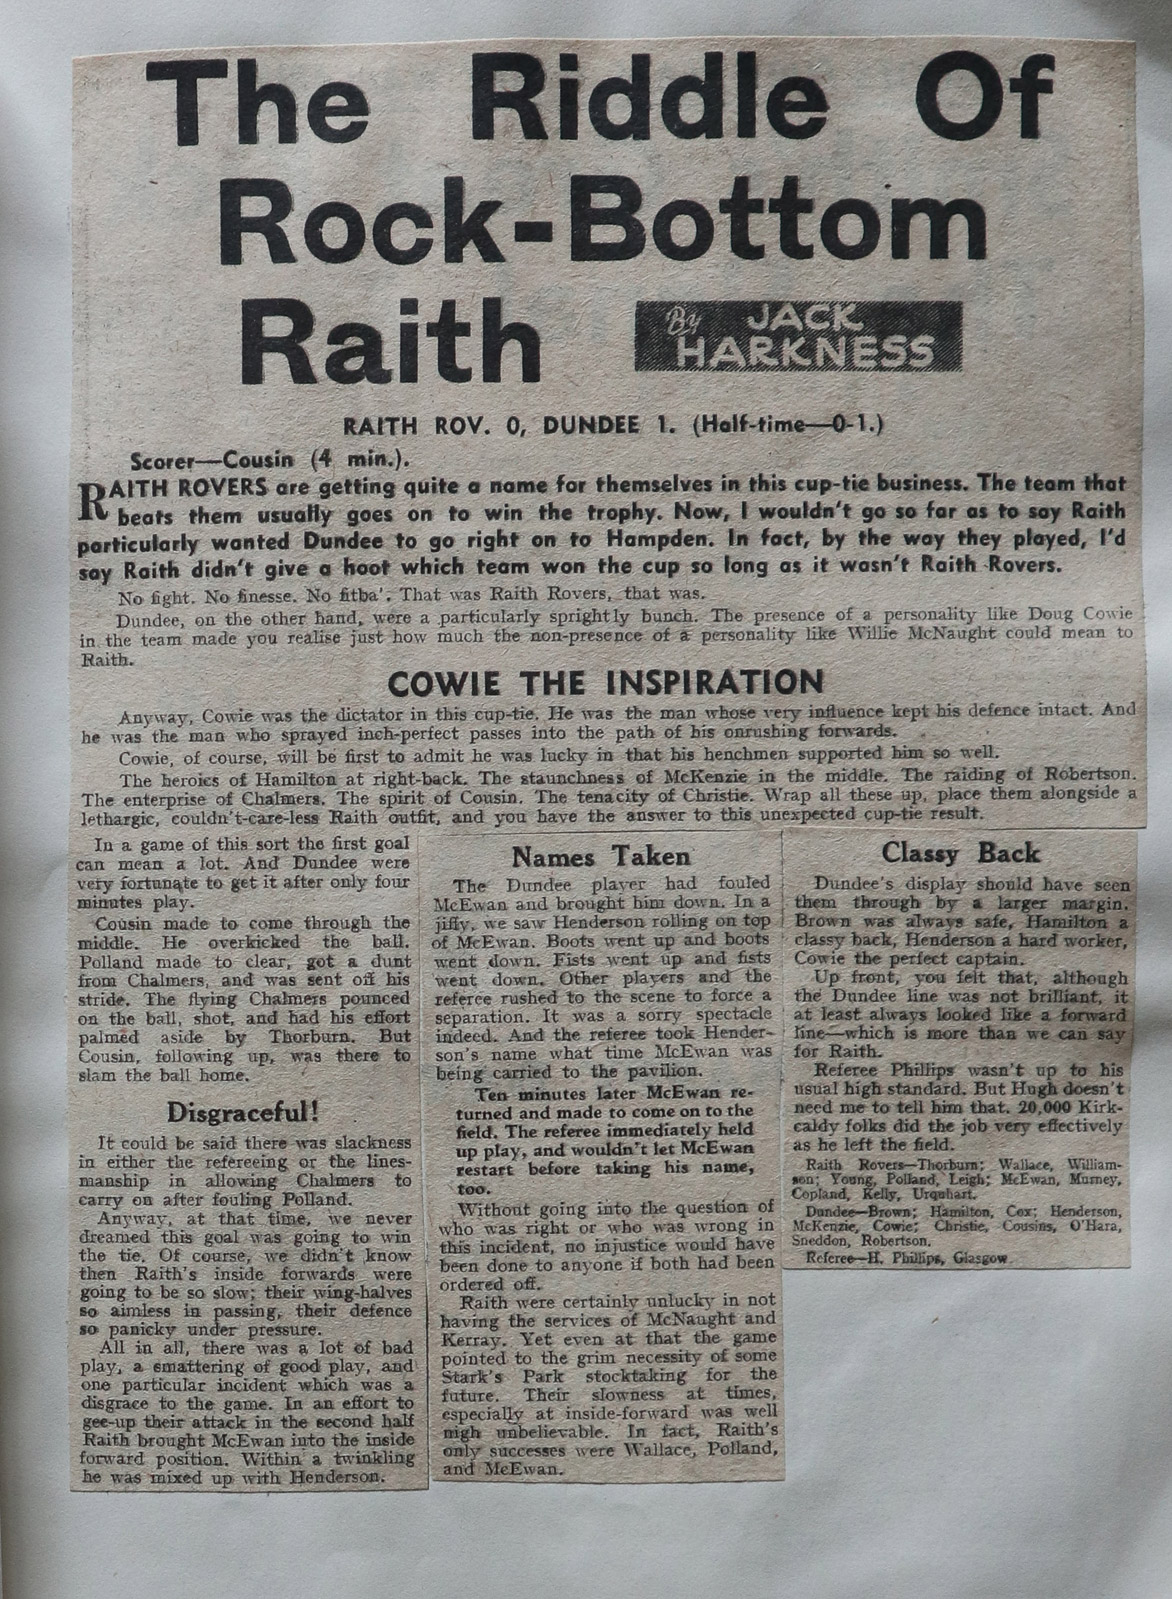 The Riddle Of
Rock-Bottom
Raith
By JACK
HARKNESS
RAITH ROV. 0, DUNDEE 1. (Half-time—0-1.)
Scorer—Cousin (4 min.).
RAITH ROVERS are getting quite a name for themselves in this cup-tie business. The team that
beats them usually goes on to win the trophy. Now, I wouldn't go so far as to say Raith
particularly wanted Dundee to go right on to Hampden. In fact, by the way they played, I'd
say Raith didn't give a hoot which team won the cup so long as it wasn't Raith Rovers.
No fight. No finesse. No fitba'. That was Raith Rovers, that was.
Dundee, on the other hand, were a particularly sprightly bunch. The presence of a personality like Doug Cowie
in the team made you realise just how much the non-presence of a personality like Willie McNaught could mean to
Raith.
COWIE THE INSPIRATION
Anyway, Cowie was the dictator in this cup-tie. He was the man whose very influence kept his defence intact. And
he was the man who sprayed inch-perfect passes into the path of his onrushing forwards.
Cowie, of course, will be first to admit he was lucky in that his henchmen supported him so well.
The heroics of Hamilton at right-back. The staunchness of McKenzie in the middle. The raiding of Robertson.
The enterprise of Chalmers. The spirit of Cousin. The tenacity of Christie. Wrap all these up, place them alongside a
lethargic, couldn't-care-less Raith outfit, and you have the answer to this unexpected cup-tie result.
In a game of this sort the first goal
can mean a lot. And Dundee were
very fortunate to get it after only four
minutes play.
Cousin made to come through the
middle. He overkicked the ball.
Polland made to clear, got a dunt
from Chalmers, and was sent off his
stride. The flying Chalmers pounced
on the ball, shot, and had his effort
palmed aside by Thorburn. But
Cousin, following up, was there to
slam the ball home.
Disgraceful!
It could be said there was slackness
in either the refereeing or the lines-
manship in allowing Chalmers to
carry on after fouling Polland.
Anyway, at that time, we never
dreamed this goal was going to win
the tie. Of course, we didn't know
then Raith's inside forwards were
going to be so slow; their wing-halves
so aimless in passing, their defence
so panicky under pressure.
All in all, there was a lot of bad
play, a smattering of good play, and
one particular incident which was a
disgrace to the game. In an effort to
gee-up their attack in the second half
Raith brought McEwan into the inside
forward position. Within a twinkling
he was mixed up with Henderson.
Names Taken
The Dundee player had fouled
McEwan and brought him down. In a
jiffy, we saw Henderson rolling on top
of McEwan. Boots went up and boots
went down. Fists went up and fists
went down. Other players and the
referee rushed to the scene to force a
separation. It was a sorry spectacle
indeed. And the referee took Hender-
son's name what time McEwan was
being carried to the pavilion.
Ten minutes later McEwan re-
turned and made to come on to the
field. The referee immediately held
up play, and wouldn't let McEwan
restart before taking his name,
too.
Without going into the question of
who was right or who was wrong in
this incident, no injustice would have
been done to anyone if both had been
ordered off.
Raith were certainly unlucky in not
having the services of McNaught and
Kerray. Yet even at that the game
pointed to the grim necessity of some
Stark's Park stocktaking for the
future. Their slowness at times,
especially at inside-forward was well
nigh unbelievable. In fact, Raith's
only successes were Wallace, Polland,
and McEwan.
Classy Back
Dundee's display should have seen
them through by a larger margin.
Brown was always safe, Hamilton a
classy back, Henderson a hard worker,
Cowie the perfect captain.
Up front, you felt that, although
the Dundee line was not brilliant, it
at least always looked like a forward
line—which is more than we can say
for Raith.
Referee Phillips wasn't up to his
usual high standard. But Hugh doesn't
need me to tell him that. 20,000 Kirk-
caldy folks did the job very effectively
as he left the field.
Raith Rovers—Thorburn; Wallace, William-
son; Young, Polland, Leigh; McEwan, Murney,
Copland, Kelly, Urquhart.
Dundee—Brown; Hamilton, Cox; Henderson,
McKenzie, Cowie; Christie, Cousins, O'Hara,
Sneddon, Robertson.
Referee—H. Phillips, Glasgow.